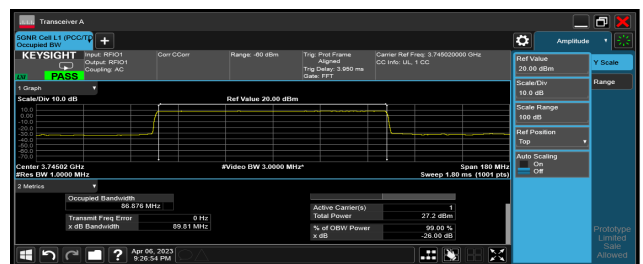 Transceiver A
5GNR Cell L1 (PCC/TD
Occupied BW
Amplitude
KEYSIGHT
Input: RFIO1
Output: RFIO1
Coupling: AC
Corr CCorr
Range: -60 dBm
Trig: Prot Frame
Aligned
Trig Delay: 3.950 ms
Gate: FFT
Carrier Ref Freq: 3.745020000 GHz
CC Info: UL, 1 CC
PASS
Ref Value
20.00 dBm
Y Scale
Scale/Div
10.0 dB
Range
Scale Range
100 dB
Ref Position
Top
Auto Scaling
On
Off
1 Graph
Scale/Div 10.0 dB
Ref Value 20.00 dBm
10.0
0.00
-10.0
-20.0
-30.0
-40.0
-50.0
-60.0
-70.0
Center 3.74502 GHz
#Video BW 3.0000 MHz*
Span 180 MHz
#Res BW 1.0000 MHz
Sweep 1.80 ms (1001 pts)
2 Metrics
Occupied Bandwidth
86.876 MHz
Transmit Freq Error 0 Hz
x dB Bandwidth 89.81 MHz
Active Carrier(s) 1
Total Power 27.2 dBm
% of OBW Power 99.00 %
x dB -26.00 dB
Prototype
Limited
Sale
Allowed
? Apr 06, 2023
9:26:54 PM